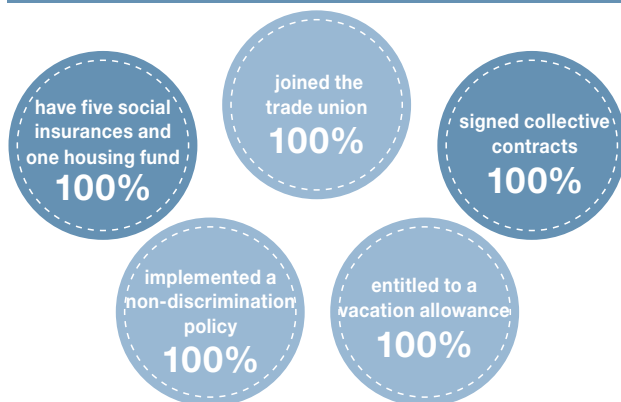 have five social
insurances and
one housing fund
100%
joined the
trade union
100%
signed collective
contracts
100%
implemented a
non-discrimination
policy
100%
entitled to a
vacation allowance
100%